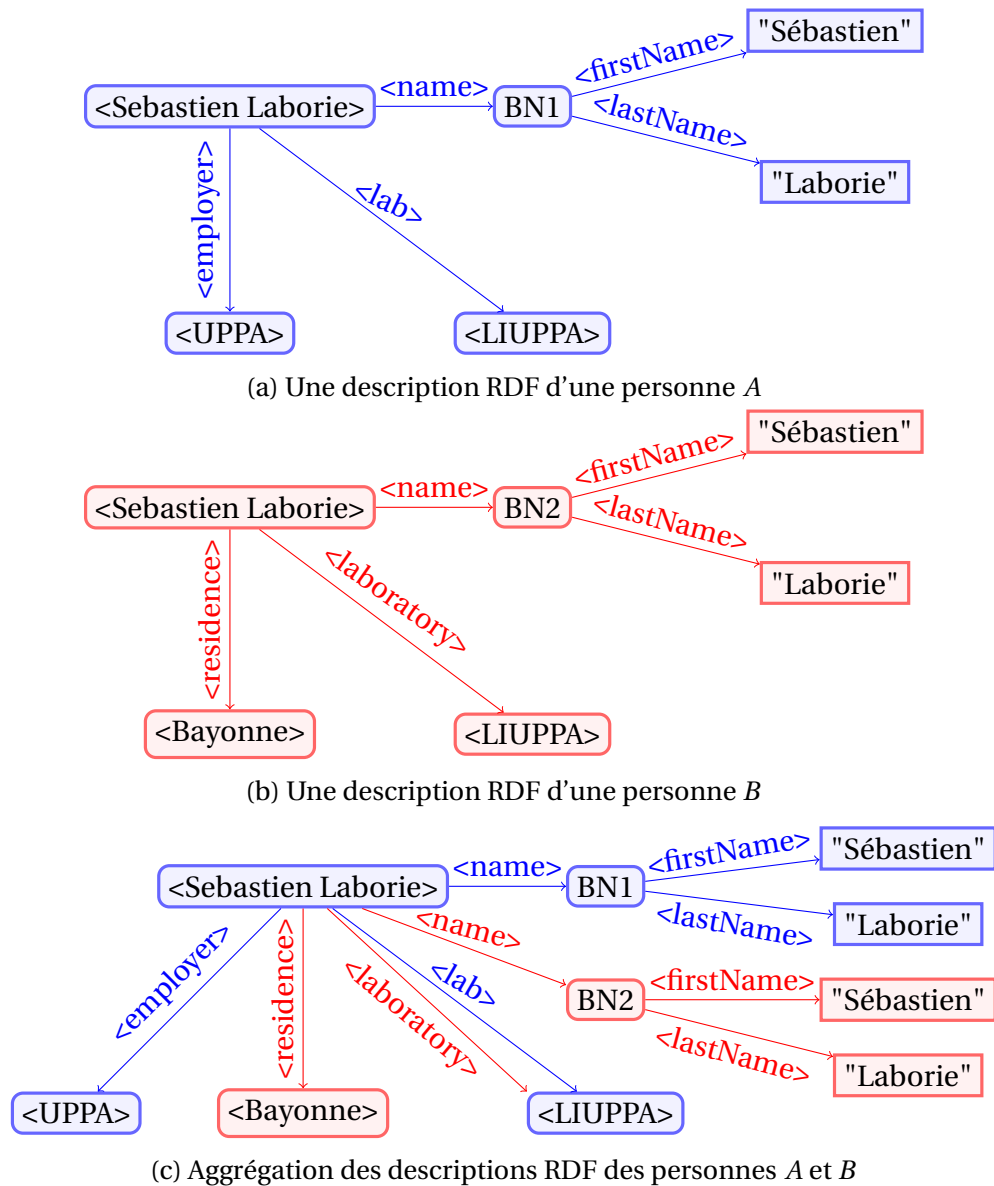 "Sébastien"
<firstName>
<Sebastien Laborie>
<name>
BN1
<lastName>
"Laborie"
<employer>
<lab>
<UPPA>
<LIUPPA>
(a) Une description RDF d'une personne A
"Sébastien"
<firstName>
<Sebastien Laborie>
<name>
BN2
<lastName>
"Laborie"
<residence>
<laboratory>
<Bayonne>
<LIUPPA>
(b) Une description RDF d'une personne B
<Sebastien Laborie>
<name>
BN1
<firstName>
"Sébastien"
<lastName>
"Laborie"
<name>
BN2
<firstName>
"Sébastien"
<lastName>
"Laborie"
<employer>
<residence>
<laboratory>
<lab>
<UPPA>
<Bayonne>
<LIUPPA>
(c) Aggrégation des descriptions RDF des personnes A et B